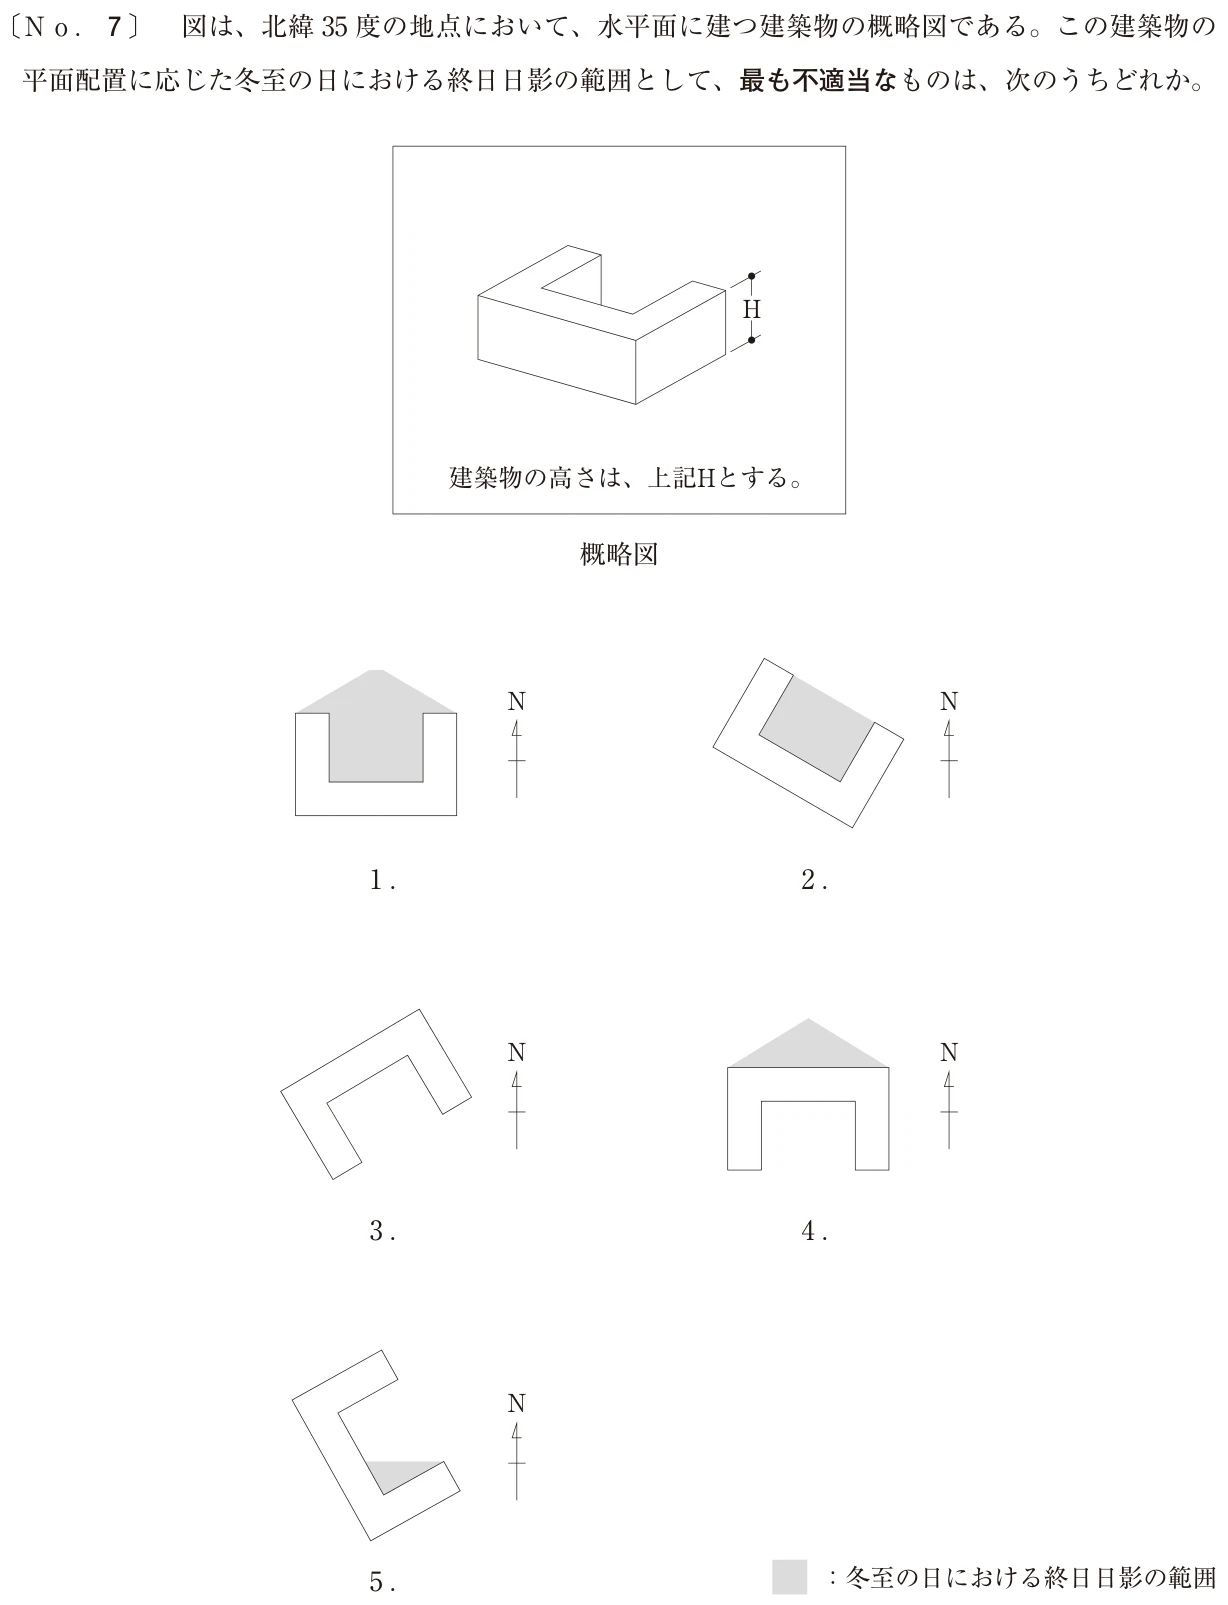 〔Ｎｏ．７〕　図は、北緯 35 度の地点において、水平面に建つ建築物の概略図である。この建築物の
平面配置に応じた冬至の日における終日日影の範囲として、最も不適当なものは、次のうちどれか。
H
建築物の高さは、上記Hとする。
概略図
N
N
1.
2.
N
N
3.
4.
N
5.
：冬至の日における終日日影の範囲